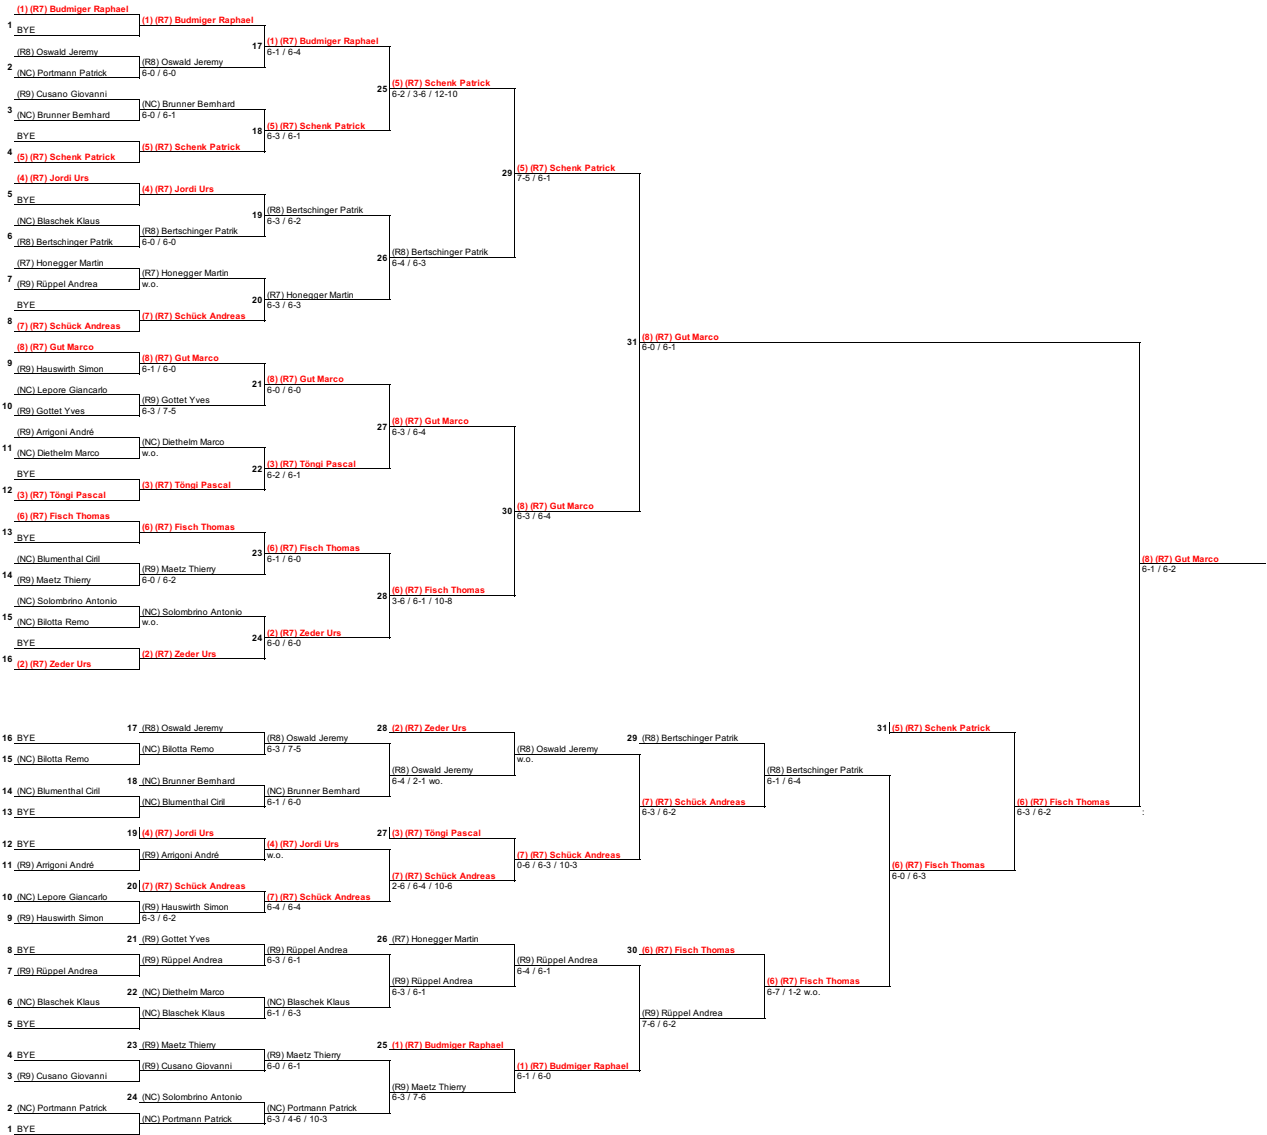 (1) (R7) Budmiger Raphael
1 BYE
(1) (R7) Budmiger Raphael
(R8) Oswald Jeremy
2 (NC) Portmann Patrick
(R8) Oswald Jeremy
6-0 / 6-0
17 (1) (R7) Budmiger Raphael
6-1 / 6-4
(R9) Cusano Giovanni
3 (NC) Brunner Bernhard
(NC) Brunner Bernhard
6-0 / 6-1
BYE
4 (5) (R7) Schenk Patrick
(5) (R7) Schenk Patrick
18 (5) (R7) Schenk Patrick
6-3 / 6-1
25 (5) (R7) Schenk Patrick
6-2 / 3-6 / 12-10
(4) (R7) Jordi Urs
5 BYE
(4) (R7) Jordi Urs
(NC) Blaschek Klaus
6 (R8) Bertschinger Patrik
(R8) Bertschinger Patrik
6-0 / 6-0
19 (R8) Bertschinger Patrik
6-3 / 6-2
(R7) Honegger Martin
7 (R9) Rüppel Andrea
(R7) Honegger Martin
w.o.
BYE
8 (7) (R7) Schück Andreas
(7) (R7) Schück Andreas
20 (R7) Honegger Martin
6-3 / 6-3
26 (R8) Bertschinger Patrik
6-4 / 6-3
29 (5) (R7) Schenk Patrick
7-5 / 6-1
(8) (R7) Gut Marco
9 (R9) Hauswirth Simon
(8) (R7) Gut Marco
6-1 / 6-0
(NC) Lepore Giancarlo
10 (R9) Gottet Yves
(R9) Gottet Yves
6-3 / 7-5
21 (8) (R7) Gut Marco
6-0 / 6-0
(R9) Arrigoni André
11 (NC) Diethelm Marco
(NC) Diethelm Marco
w.o.
BYE
12 (3) (R7) Töngi Pascal
(3) (R7) Töngi Pascal
22 (3) (R7) Töngi Pascal
6-2 / 6-1
27 (8) (R7) Gut Marco
6-3 / 6-4
(6) (R7) Fisch Thomas
13 BYE
(6) (R7) Fisch Thomas
(NC) Blumenthal Ciril
14 (R9) Maetz Thierry
(R9) Maetz Thierry
6-0 / 6-2
23 (6) (R7) Fisch Thomas
6-1 / 6-0
(NC) Solombrino Antonio
15 (NC) Bilotta Remo
(NC) Solombrino Antonio
w.o.
BYE
16 (2) (R7) Zeder Urs
(2) (R7) Zeder Urs
24 (2) (R7) Zeder Urs
6-0 / 6-0
28 (6) (R7) Fisch Thomas
3-6 / 6-1 / 10-8
30 (8) (R7) Gut Marco
6-3 / 6-4
31 (8) (R7) Gut Marco
6-0 / 6-1
(8) (R7) Gut Marco
6-1 / 6-2
17 (R8) Oswald Jeremy
16 BYE
15 (NC) Bilotta Remo
(NC) Bilotta Remo
(R8) Oswald Jeremy
6-3 / 7-5
18 (NC) Brunner Bernhard
14 (NC) Blumenthal Ciril
13 BYE
(NC) Blumenthal Ciril
(NC) Brunner Bernhard
6-1 / 6-0
28 (2) (R7) Zeder Urs
(R8) Oswald Jeremy
6-4 / 2-1 wo.
(R8) Oswald Jeremy
w.o.
19 (4) (R7) Jordi Urs
12 BYE
11 (R9) Arrigoni André
(R9) Arrigoni André
(4) (R7) Jordi Urs
w.o.
20 (7) (R7) Schück Andreas
10 (NC) Lepore Giancarlo
9 (R9) Hauswirth Simon
(R9) Hauswirth Simon
6-3 / 6-2
(7) (R7) Schück Andreas
6-4 / 6-4
27 (3) (R7) Töngi Pascal
(7) (R7) Schück Andreas
2-6 / 6-4 / 10-6
(7) (R7) Schück Andreas
0-6 / 6-3 / 10-3
29 (R8) Bertschinger Patrik
(7) (R7) Schück Andreas
6-3 / 6-2
(R8) Bertschinger Patrik
6-1 / 6-4
21 (R9) Gottet Yves
8 BYE
7 (R9) Rüppel Andrea
(R9) Rüppel Andrea
(R9) Rüppel Andrea
6-3 / 6-1
22 (NC) Diethelm Marco
6 (NC) Blaschek Klaus
5 BYE
(NC) Blaschek Klaus
(NC) Blaschek Klaus
6-1 / 6-3
26 (R7) Honegger Martin
(R9) Rüppel Andrea
6-3 / 6-1
(R9) Rüppel Andrea
6-4 / 6-1
23 (R9) Maetz Thierry
4 BYE
3 (R9) Cusano Giovanni
(R9) Cusano Giovanni
(R9) Maetz Thierry
6-0 / 6-1
24 (NC) Solombrino Antonio
2 (NC) Portmann Patrick
1 BYE
(NC) Portmann Patrick
(NC) Portmann Patrick
6-3 / 4-6 / 10-3
25 (1) (R7) Budmiger Raphael
(R9) Maetz Thierry
6-3 / 7-6
(1) (R7) Budmiger Raphael
6-1 / 6-0
30 (6) (R7) Fisch Thomas
(R9) Rüppel Andrea
7-6 / 6-2
(6) (R7) Fisch Thomas
6-7 / 1-2 w.o.
(6) (R7) Fisch Thomas
6-0 / 6-3
31 (5) (R7) Schenk Patrick
(6) (R7) Fisch Thomas
6-3 / 6-2
: